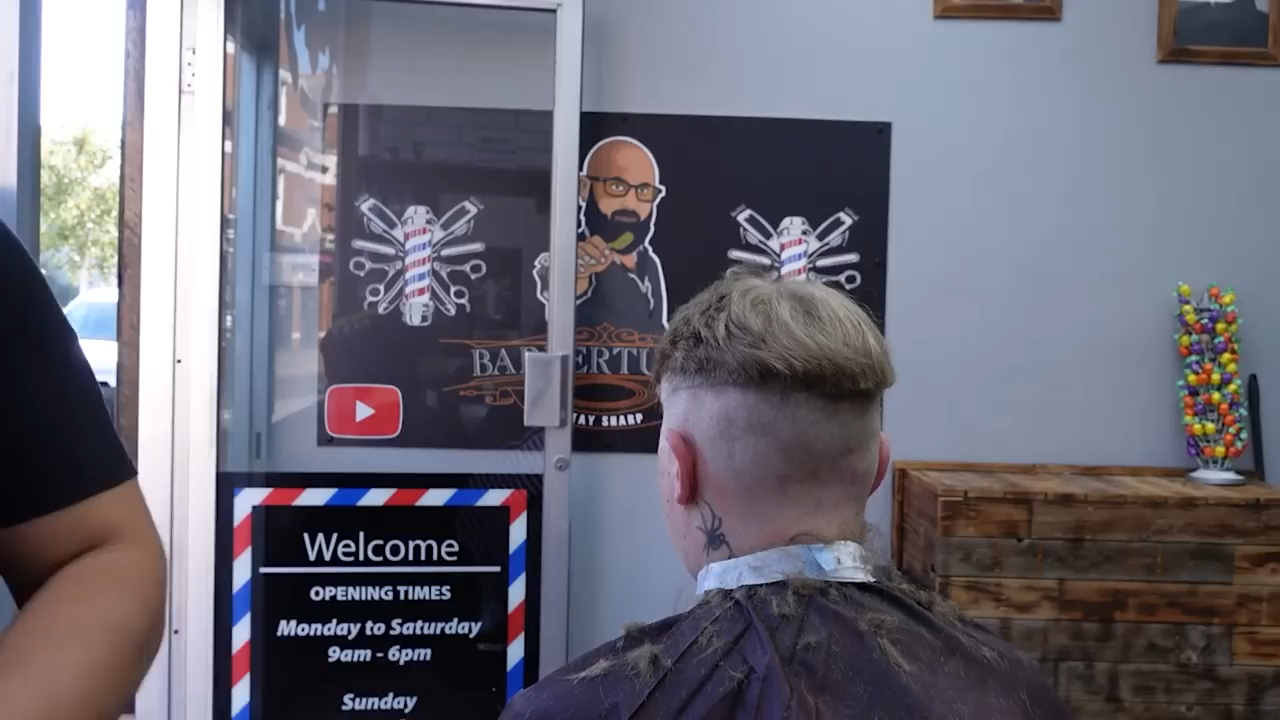 STAY SHARP
Welcome
OPENING TIMES
Monday to Saturday
9am - 6pm
Sunday